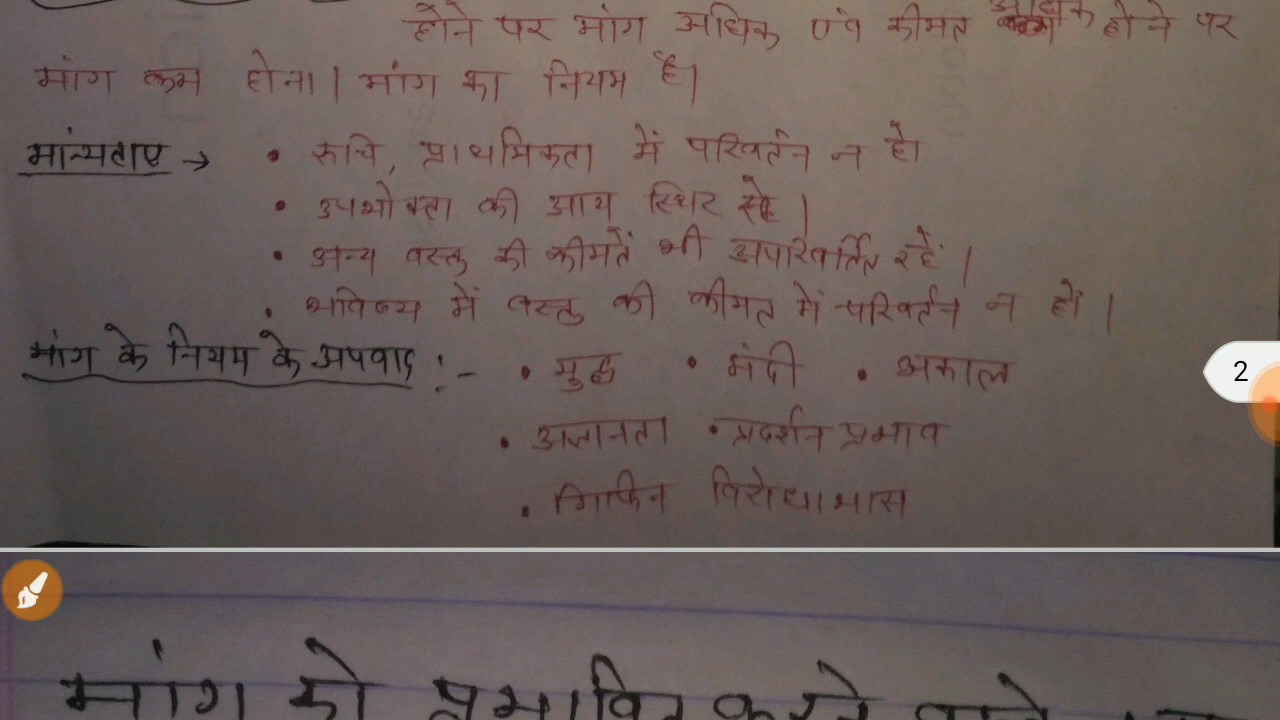 होने पर मांग अधिक एवं कीमत अधिक होने पर
मांग कम होना। मांग का नियम है।
मांन्यताए → • रूचि, प्राथमिकता में परिवर्तन न हो
• उपभोक्ता की आय स्थिर रहे।
• अन्य वस्तु की कीमतें भी अपरिवर्तित रहें।
• भविष्य में वस्तु की कीमत में परिवर्तन न हों।
मांग के नियम के अपवाद :- • युद्ध • मंदी • अकाल
• अज्ञानता • प्रदर्शन प्रभाव
• गिफिन विरोधाभास
2
मांग को प्रभावित करने वाले